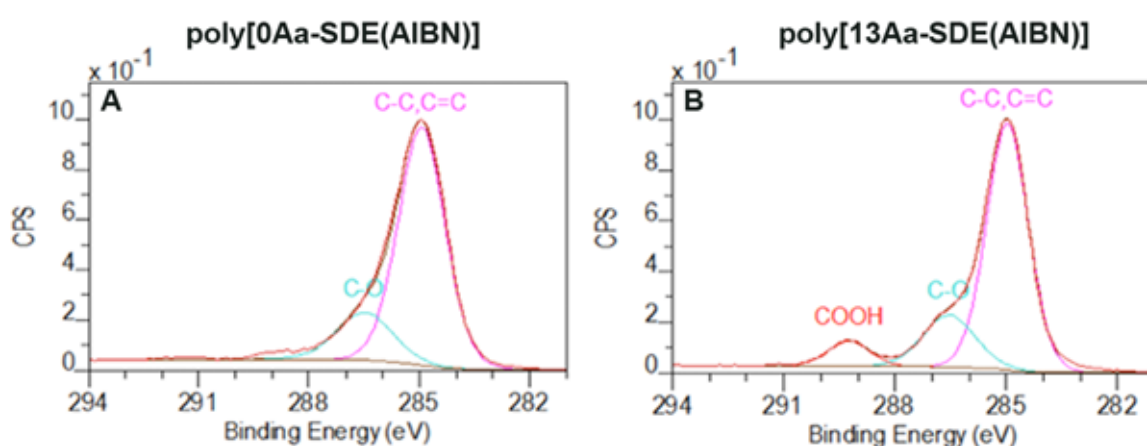 poly[0Aa-SDE(AIBN)]
x 10⁻¹
A
C-C,C=C
10
8
6
4
2
0
CPS
C-O
294
291
288
285
282
Binding Energy (eV)
poly[13Aa-SDE(AIBN)]
x 10⁻¹
B
C-C,C=C
10
8
6
4
2
0
CPS
COOH
C-O
294
291
288
285
282
Binding Energy (eV)